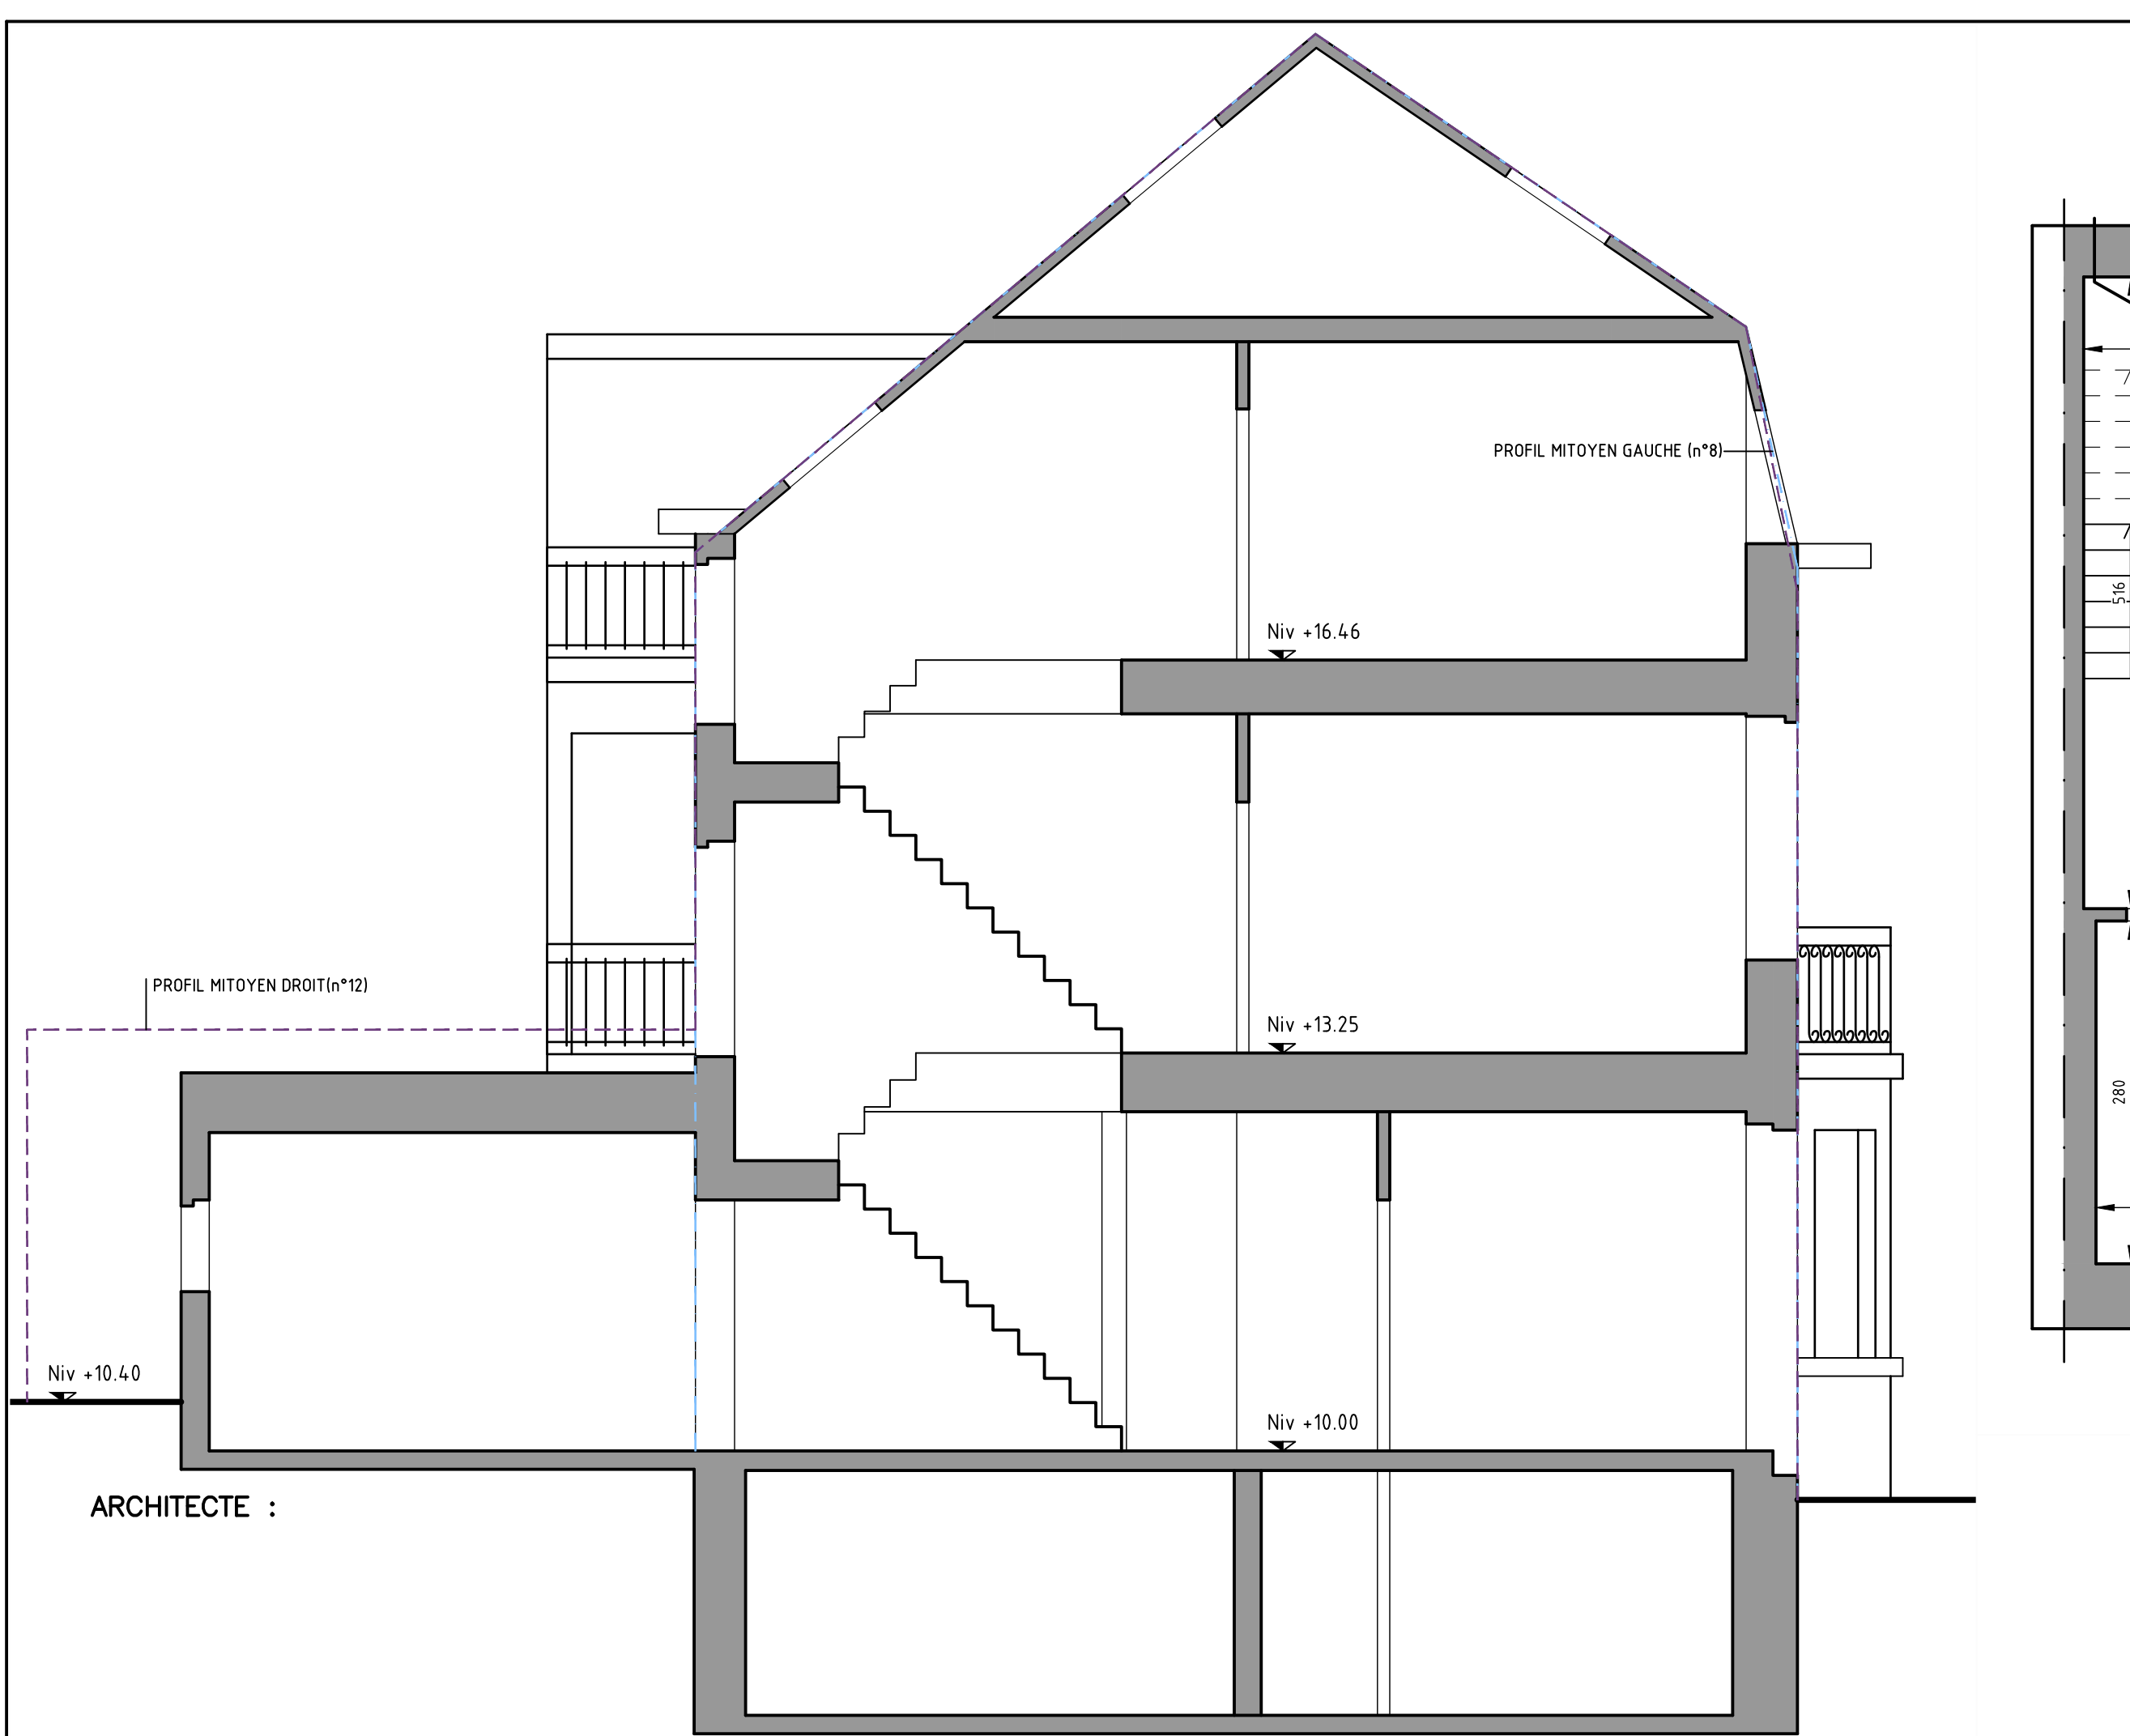 PROFIL MITOYEN GAUCHE (n°8)
516
Niv +16.46
PROFIL MITOYEN DROIT(n°12)
Niv +13.25
280
Niv +10.40
Niv +10.00
ARCHITECTE :